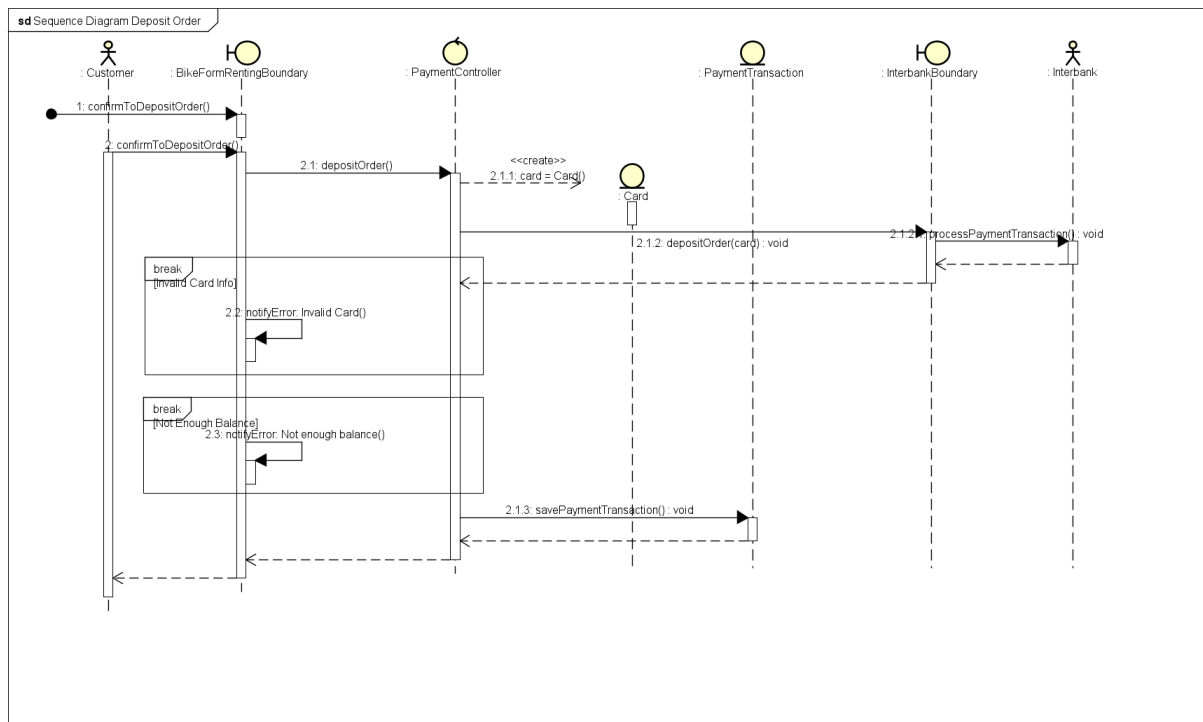 sd Sequence Diagram Deposit Order
: Customer
: BikeFormRentingBoundary
: PaymentController
: PaymentTransaction
: InterbankBoundary
: Interbank
1: confirmToDepositOrder()
2: confirmToDepositOrder()
2.1: depositOrder()
<<create>>
2.1.1: card = Card()
: Card
2.1.2: depositOrder(card) : void
processPaymentTransaction() : void
break
[Invalid Card Info]
2.2: notifyError: Invalid Card()
break
[Not Enough Balance]
2.3: notifyError: Not enough balance()
2.1.3: savePaymentTransaction() : void